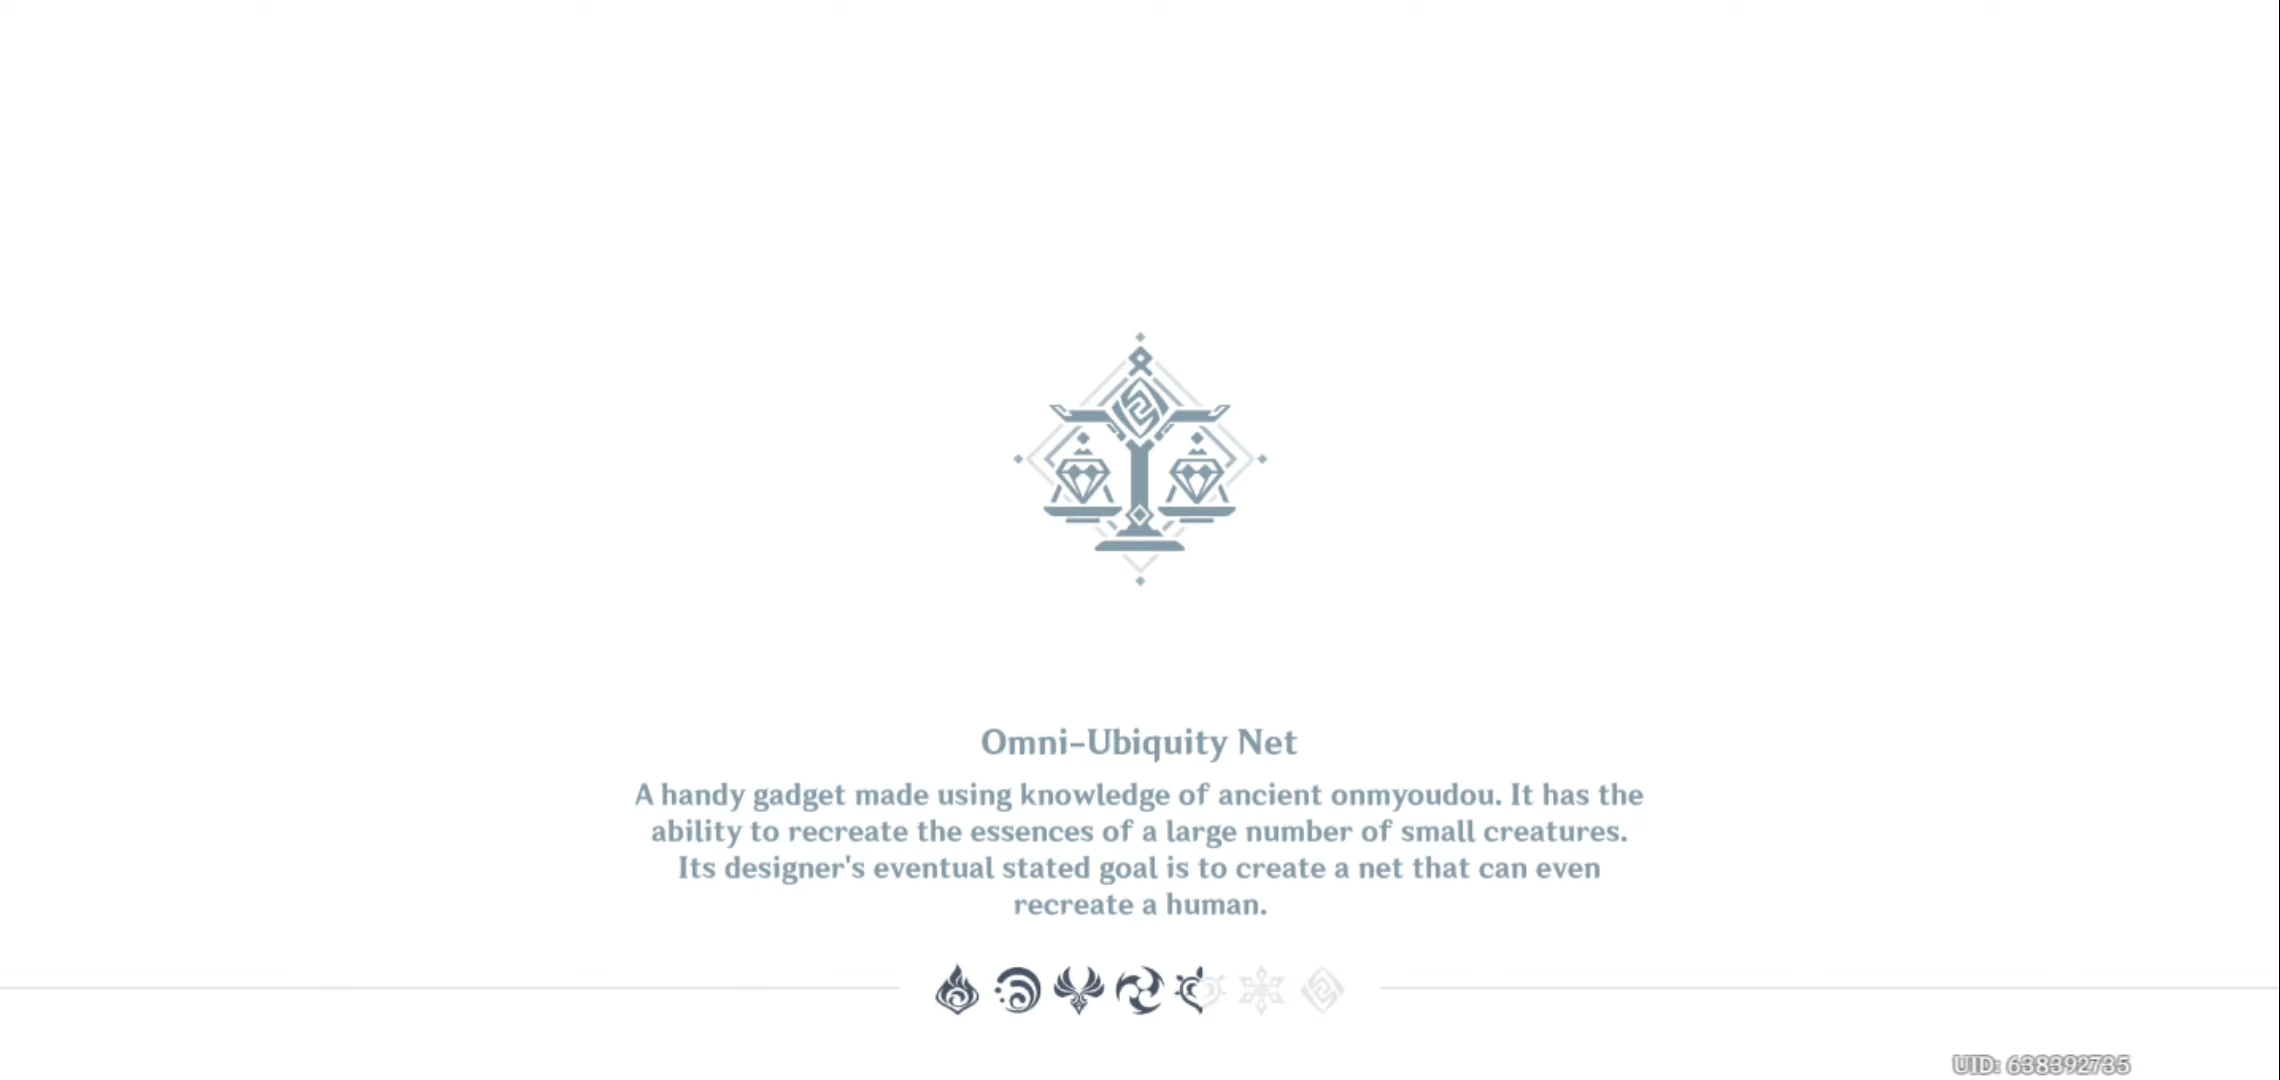 Omni-Ubiquity Net
A handy gadget made using knowledge of ancient onmyoudou. It has the
ability to recreate the essences of a large number of small creatures.
Its designer's eventual stated goal is to create a net that can even
recreate a human.
UID: 638392735